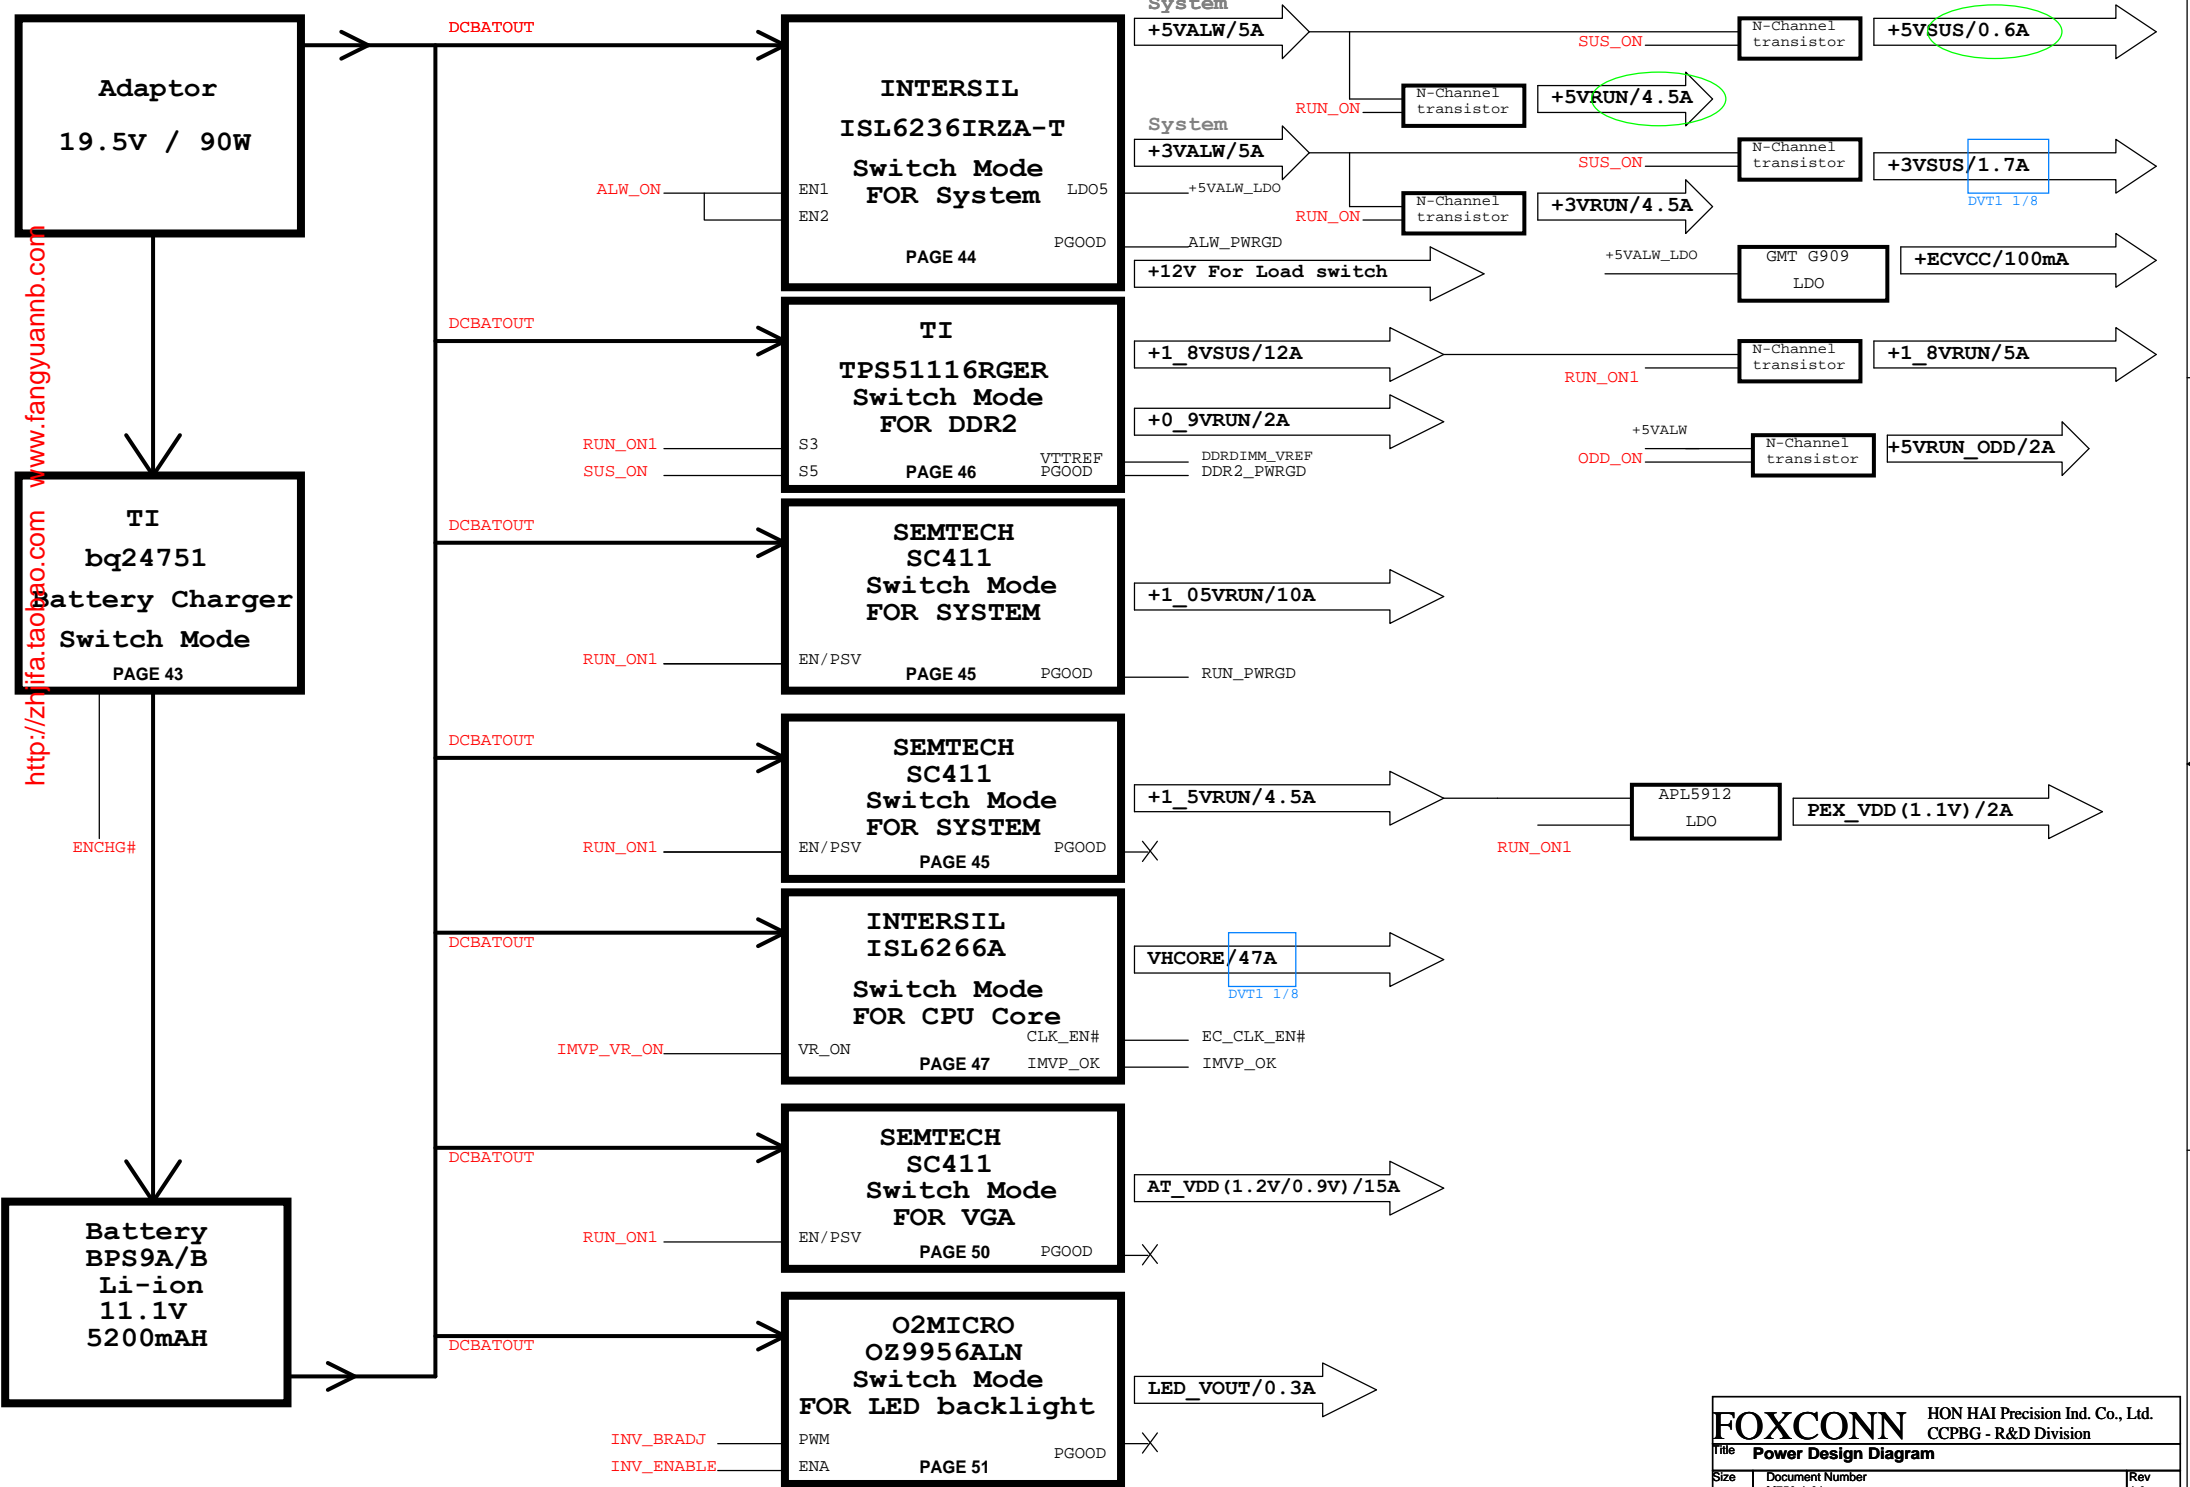 Adaptor
19.5V / 90W
http://zhjifa.taobao.com www.fangyuannb.com
TI
bq24751
Battery Charger
Switch Mode
PAGE 43
ENCHG#
Battery
BPS9A/B
Li-ion
11.1V
5200mAH
DCBATOUT
INTERSIL
ISL6236IRZA-T
Switch Mode
FOR System
ALW_ON
EN1
EN2
LDO5
PGOOD
PAGE 44
System
+5VALW/5A
SUS_ON
N-Channel
transistor
+5VSUS/0.6A
RUN_ON
N-Channel
transistor
+5VRUN/4.5A
System
+3VALW/5A
SUS_ON
N-Channel
transistor
+3VSUS/1.7A
DVT1 1/8
+5VALW_LDO
RUN_ON
N-Channel
transistor
+3VRUN/4.5A
ALW_PWRGD
+12V For Load switch
+5VALW_LDO
GMT G909
LDO
+ECVCC/100mA
DCBATOUT
TI
TPS51116RGER
Switch Mode
FOR DDR2
RUN_ON1
S3
SUS_ON
S5
VTTREF
PGOOD
PAGE 46
+1_8VSUS/12A
RUN_ON1
N-Channel
transistor
+1_8VRUN/5A
+0_9VRUN/2A
DDRDIMM_VREF
DDR2_PWRGD
+5VALW
ODD_ON
N-Channel
transistor
+5VRUN_ODD/2A
DCBATOUT
SEMTECH
SC411
Switch Mode
FOR SYSTEM
RUN_ON1
EN/PSV
PAGE 45
PGOOD
+1_05VRUN/10A
RUN_PWRGD
DCBATOUT
SEMTECH
SC411
Switch Mode
FOR SYSTEM
RUN_ON1
EN/PSV
PAGE 45
PGOOD
+1_5VRUN/4.5A
RUN_ON1
APL5912
LDO
PEX_VDD(1.1V)/2A
DCBATOUT
INTERSIL
ISL6266A
Switch Mode
FOR CPU Core
IMVP_VR_ON
VR_ON
PAGE 47
CLK_EN#
IMVP_OK
VHCORE/47A
DVT1 1/8
EC_CLK_EN#
IMVP_OK
DCBATOUT
SEMTECH
SC411
Switch Mode
FOR VGA
RUN_ON1
EN/PSV
PAGE 50
PGOOD
AT_VDD(1.2V/0.9V)/15A
DCBATOUT
O2MICRO
OZ9956ALN
Switch Mode
FOR LED backlight
INV_BRADJ
PWM
INV_ENABLE
ENA
PAGE 51
PGOOD
LED_VOUT/0.3A
FOXCONN
HON HAI Precision Ind. Co., Ltd.
CCPBG - R&D Division
Title
Power Design Diagram
Size
Document Number
Rev